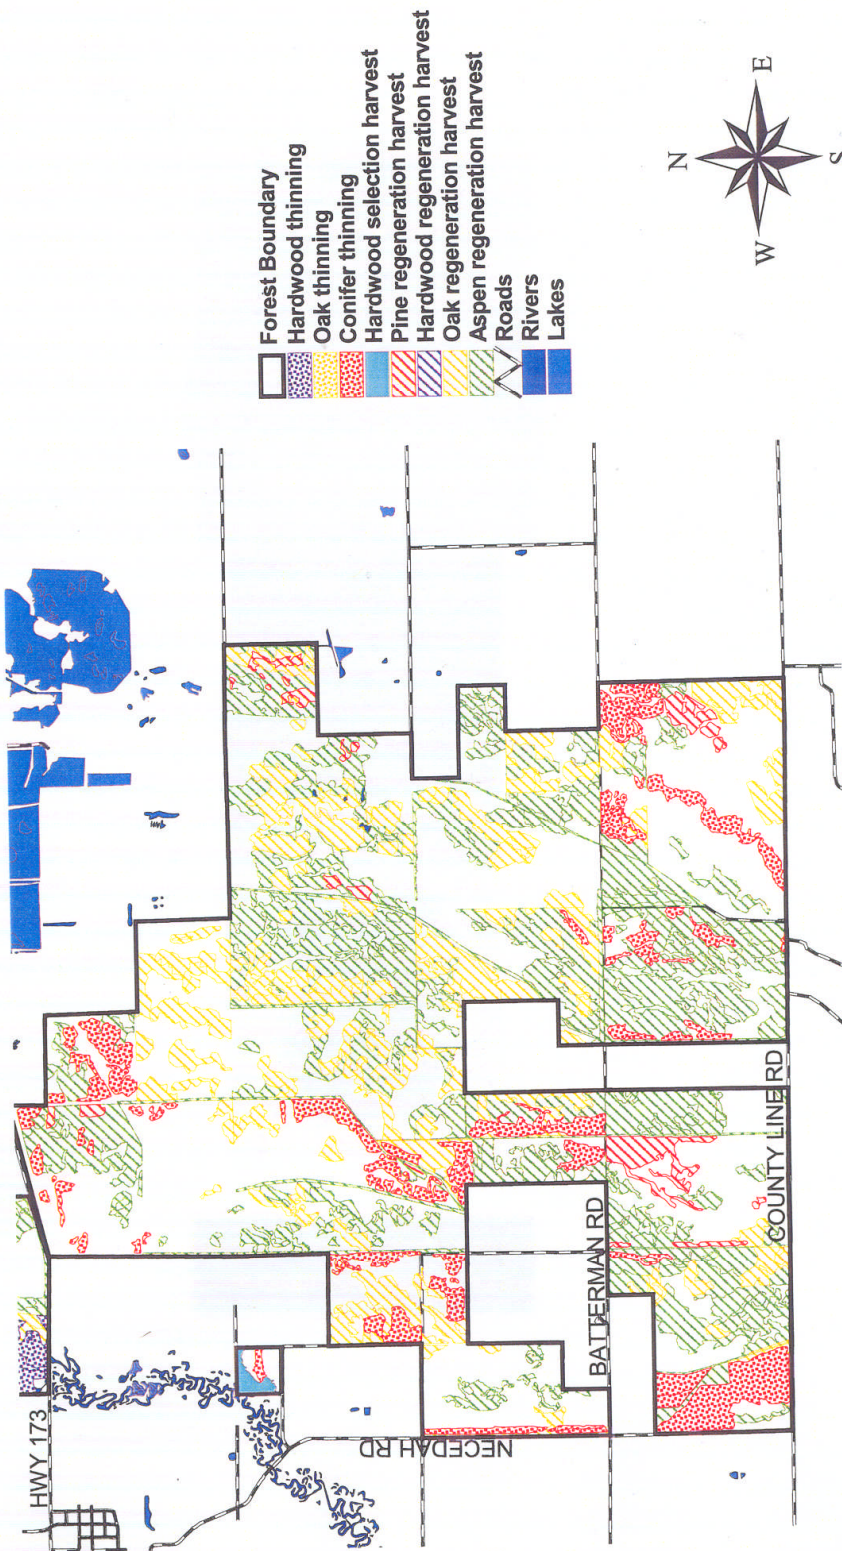 Forest Boundary
Hardwood thinning
Oak thinning
Conifer thinning
Hardwood selection harvest
Pine regeneration harvest
Hardwood regeneration harvest
Oak regeneration harvest
Aspen regeneration harvest
Roads
Rivers
Lakes
N
E
S
W
HWY 173
NECEDAH RD
BATTERMAN RD
COUNTY LINE RD